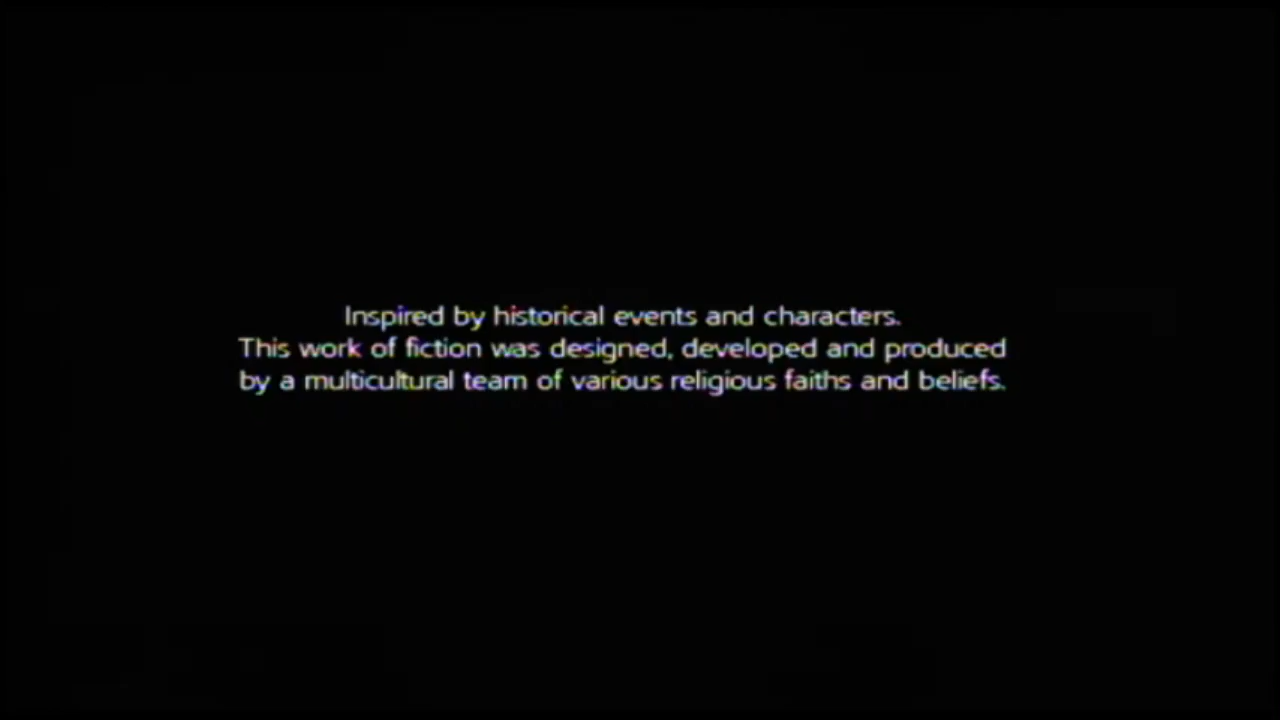 Inspired by historical events and characters.
This work of fiction was designed, developed and produced
by a multicultural team of various religious faiths and beliefs.